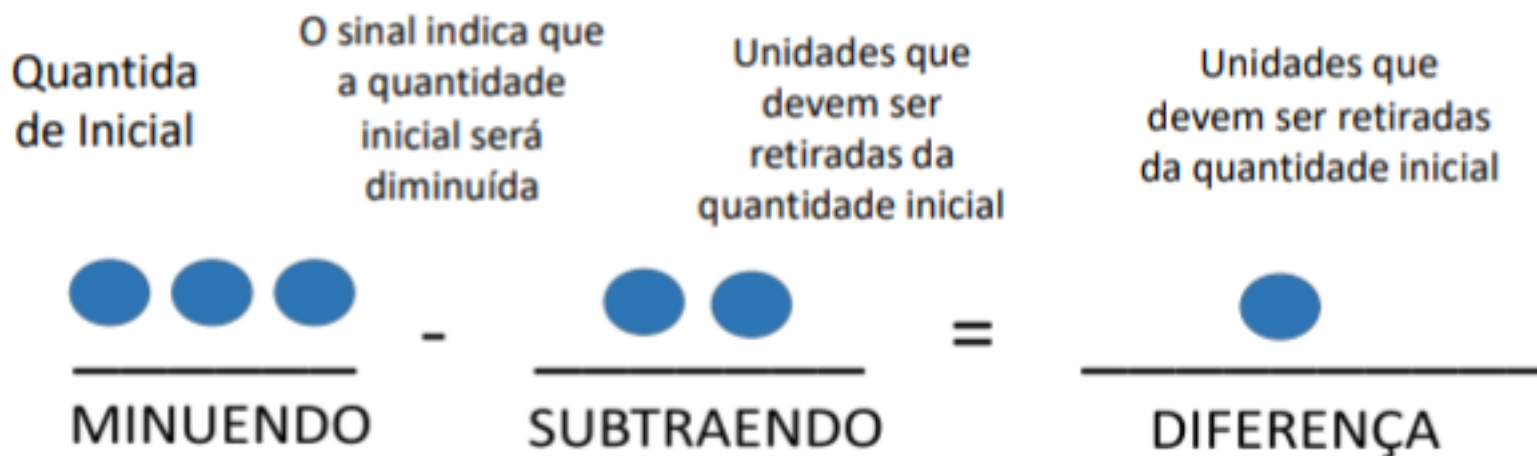 Quantida
de Inicial
O sinal indica que
a quantidade
inicial será
diminuída
Unidades que
devem ser
retiradas da
quantidade inicial
Unidades que
devem ser retiradas
da quantidade inicial
- =
MINUENDO SUBTRAENDO DIFERENÇA